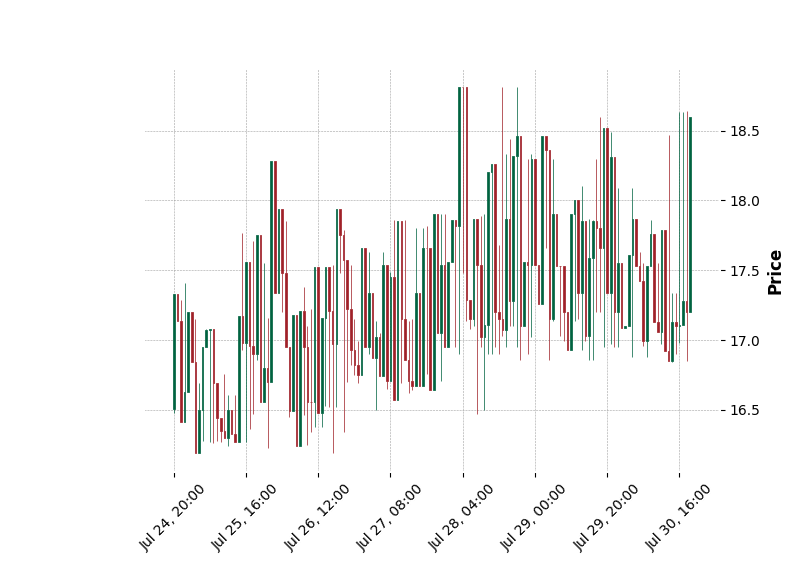 18.5
18.0
17.5
17.0
16.5
Price
Jul 24, 20:00
Jul 25, 16:00
Jul 26, 12:00
Jul 27, 08:00
Jul 28, 04:00
Jul 29, 00:00
Jul 29, 20:00
Jul 30, 16:00